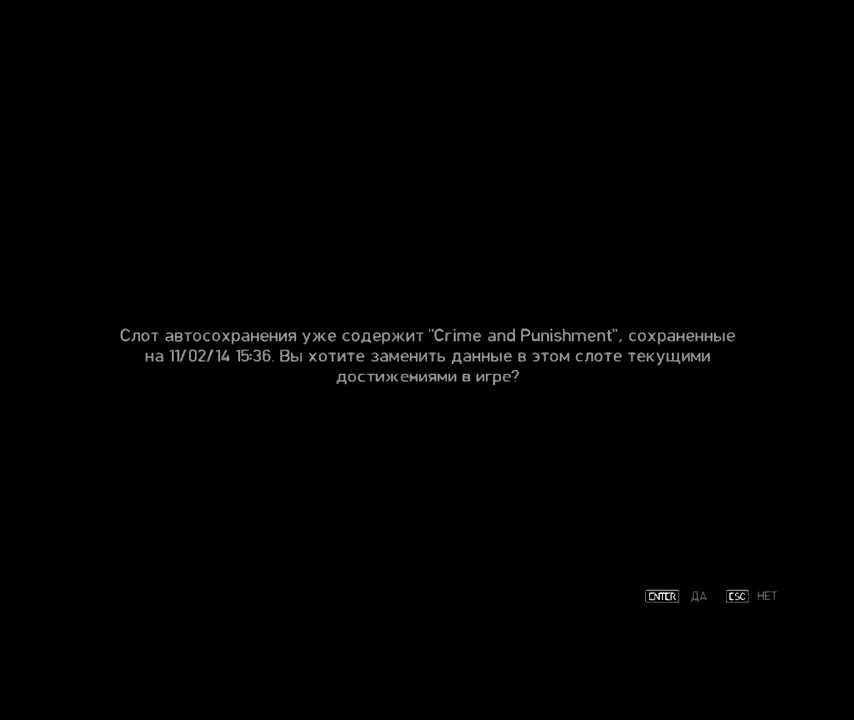 Слот автосохранения уже содержит "Crime and Punishment", сохраненные
на 11/02/14 15:36. Вы хотите заменить данные в этом слоте текущими
достижениями в игре?
ENTER ДА ESC НЕТ